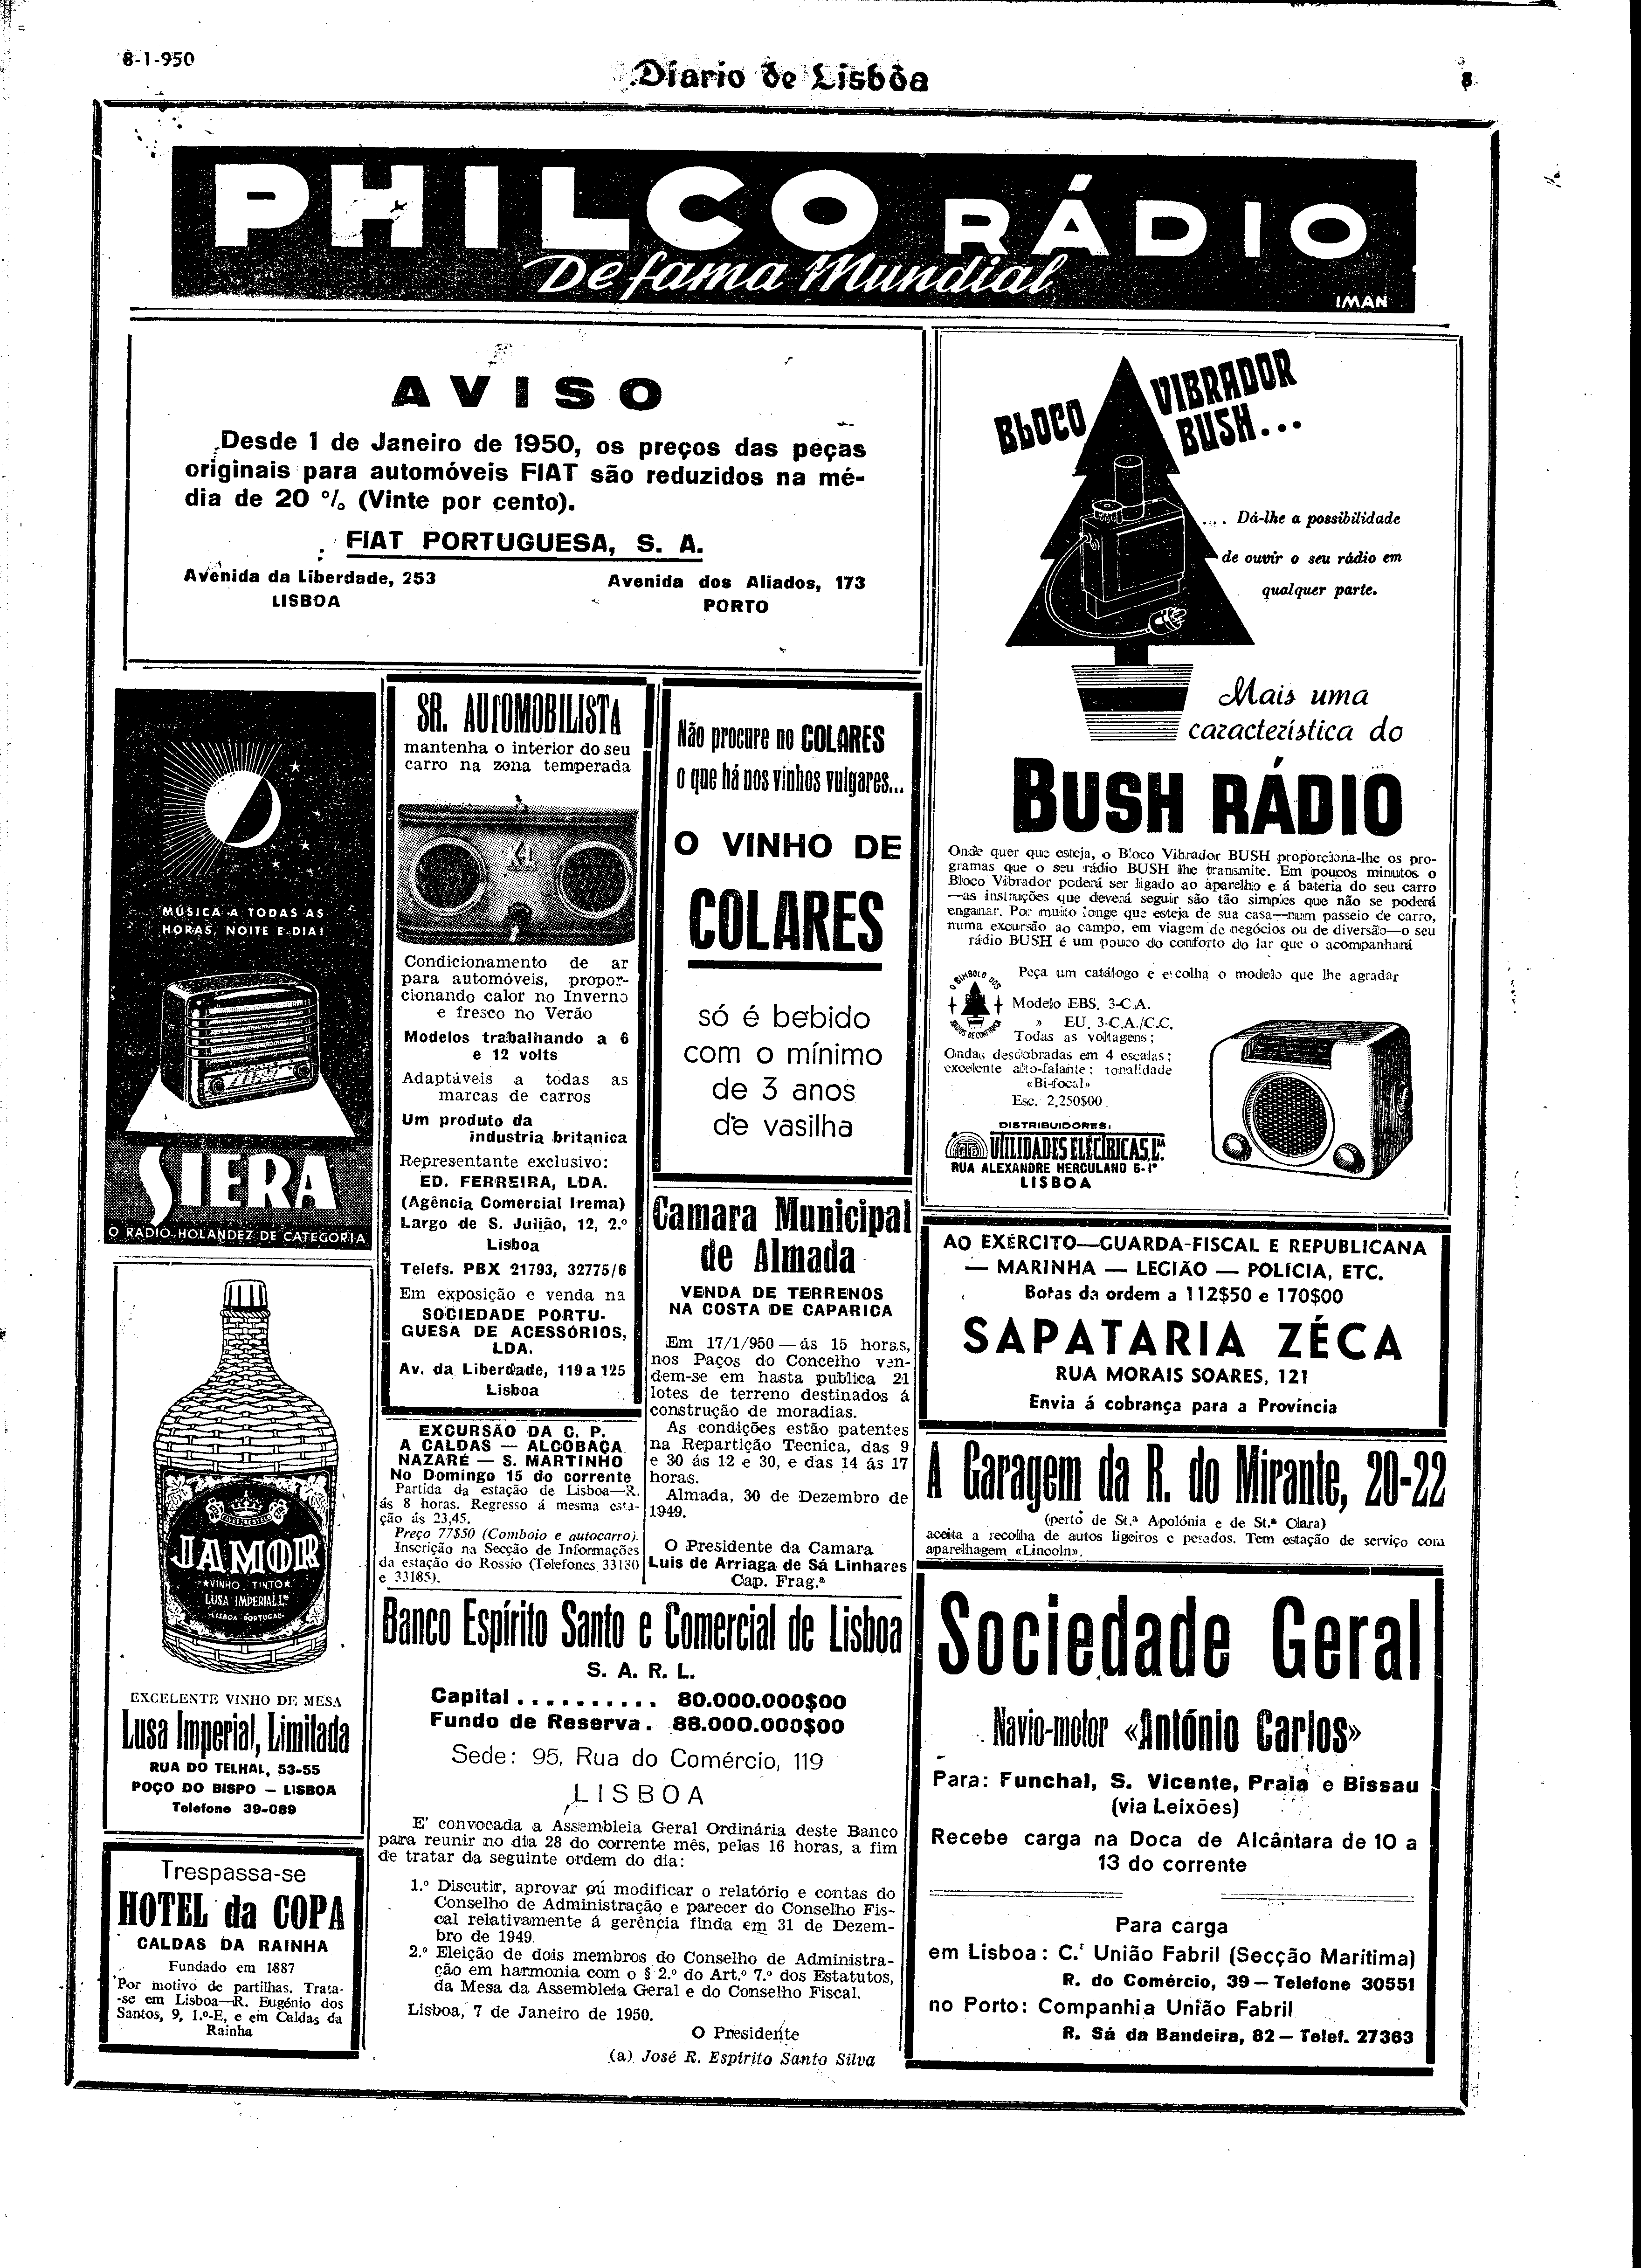 8-1-950
Diario de Lisbôa
8
PHILCO RÁDIO
De fama Mundial
IMAN
AVISO
Desde 1 de Janeiro de 1950, os preços das peças
originais para automóveis FIAT são reduzidos na mé-
dia de 20 % (Vinte por cento).
FIAT PORTUGUESA, S. A.
Avenida da Liberdade, 253
LISBOA
Avenida dos Aliados, 173
PORTO
BLOCO VIBRADOR
BUSH...
... Dá-lhe a possibilidade
de ouvir o seu rádio em
qualquer parte.
Mais uma
característica do
BUSH RÁDIO
Onde quer que esteja, o Bloco Vibrador BUSH proporciona-lhe os pro-
gramas que o seu rádio BUSH lhe transmite. Em poucos minutos o
Bloco Vibrador poderá ser ligado ao aparelho e á bateria do seu carro
—as instruções que deverá seguir são tão simples que não se poderá
enganar. Por muito longe que esteja de sua casa—num passeio de carro,
numa excursão ao campo, em viagem de negócios ou de diversão—o seu
rádio BUSH é um pouco do conforto do lar que o acompanhará
Peça um catálogo e escolha o modelo que lhe agradar
O SIMBOLO DOS
RADIOS DE CONFIANÇA
Modelo EBS. 3-C.A.
» EU. 3-C.A./C.C.
Todas as voltagens;
Ondas desdobradas em 4 escalas;
excelente alto-falante; tonalidade
«Bi-focal»
Esc. 2.250$00
DISTRIBUIDORES:
UTILIDADES ELÉCTRICAS, L.da
RUA ALEXANDRE HERCULANO 5-1º
LISBOA
MÚSICA A TODAS AS
HORAS, NOITE E DIA!
SIERA
O RADIO HOLANDEZ DE CATEGORIA
SR. AUTOMOBILISTA
mantenha o interior do seu
carro na zona temperada
Condicionamento de ar
para automóveis, propor-
cionando calor no Inverno
e fresco no Verão
Modelos trabalhando a 6
e 12 volts
Adaptáveis a todas as
marcas de carros
Um produto da
industria britanica
Representante exclusivo:
ED. FERREIRA, LDA.
(Agência Comercial Irema)
Largo de S. Julião, 12, 2.º
Lisboa
Telefs. PBX 21793, 32775/6
Em exposição e venda na
SOCIEDADE PORTU-
GUESA DE ACESSÓRIOS,
LDA.
Av. da Liberdade, 119 a 125
Lisboa
Não procure no COLARES
o que há nos vinhos vulgares...
O VINHO DE
COLARES
só é bebido
com o mínimo
de 3 anos
de vasilha
Camara Municipal
de Almada
VENDA DE TERRENOS
NA COSTA DE CAPARICA
Em 17/1/950—ás 15 horas,
nos Paços do Concelho ven-
dem-se em hasta publica 21
lotes de terreno destinados á
construção de moradias.
As condições estão patentes
na Repartição Tecnica, das 9
e 30 ás 12 e 30, e das 14 ás 17
horas.
Almada, 30 de Dezembro de
1949.
O Presidente da Camara
Luis de Arriaga de Sá Linhares
Cap. Frag.ª
AO EXÉRCITO—GUARDA-FISCAL E REPUBLICANA
— MARINHA — LEGIÃO — POLÍCIA, ETC.
Botas da ordem a 112$50 e 170$00
SAPATARIA ZÉCA
RUA MORAIS SOARES, 121
Envia á cobrança para a Província
A Garagem da R. do Mirante, 20-22
(perto de St.ª Apolónia e de St.ª Clara)
aceita a recolha de autos ligeiros e pesados. Tem estação de serviço com
aparelhagem «Lincoln».
JAMOR
VINHO TINTO
LUSA IMPERIAL L.da
LISBOA PORTUGAL
EXCELENTE VINHO DE MESA
Lusa Imperial, Limilada
RUA DO TELHAL, 53-55
POÇO DO BISPO — LISBOA
Telefone 39-089
EXCURSÃO DA C. P.
A CALDAS — ALCOBAÇA
NAZARÉ — S. MARTINHO
No Domingo 15 do corrente
Partida da estação de Lisboa—R.
ás 8 horas. Regresso á mesma esta-
ção ás 23,45.
Preço 77$50 (Comboio e autocarro).
Inscrição na Secção de Informações
da estação do Rossio (Telefones 33180
e 33185).
Banco Espírito Santo e Comercial de Lisboa
S. A. R. L.
Capital .......... 80.000.000$00
Fundo de Reserva. 88.000.000$00
Sede: 95, Rua do Comércio, 119
LISBOA
E' convocada a Assembleia Geral Ordinária deste Banco
para reunir no dia 28 do corrente mês, pelas 16 horas, a fim
de tratar da seguinte ordem do dia:
1.º Discutir, aprovar ou modificar o relatório e contas do
Conselho de Administração e parecer do Conselho Fis-
cal relativamente á gerência finda em 31 de Dezem-
bro de 1949.
2.º Eleição de dois membros do Conselho de Administra-
ção em harmonia com o § 2.º do Art.º 7.º dos Estatutos,
da Mesa da Assembleia Geral e do Conselho Fiscal.
Lisboa, 7 de Janeiro de 1950.
O Presidente
(a) José R. Espírito Santo Silva
Sociedade Geral
Navio-motor «António Carlos»
Para: Funchal, S. Vicente, Praia e Bissau
(via Leixões)
Recebe carga na Doca de Alcântara de 10 a
13 do corrente
Para carga
em Lisboa: C.ª União Fabril (Secção Marítima)
R. do Comércio, 39 — Telefone 30551
no Porto: Companhia União Fabril
R. Sá da Bandeira, 82 — Telef. 27363
Trespassa-se
HOTEL da COPA
CALDAS DA RAINHA
Fundado em 1887
Por motivo de partilhas. Trata-
-se em Lisboa—R. Eugénio dos
Santos, 9, 1.º-E, e em Caldas da
Rainha